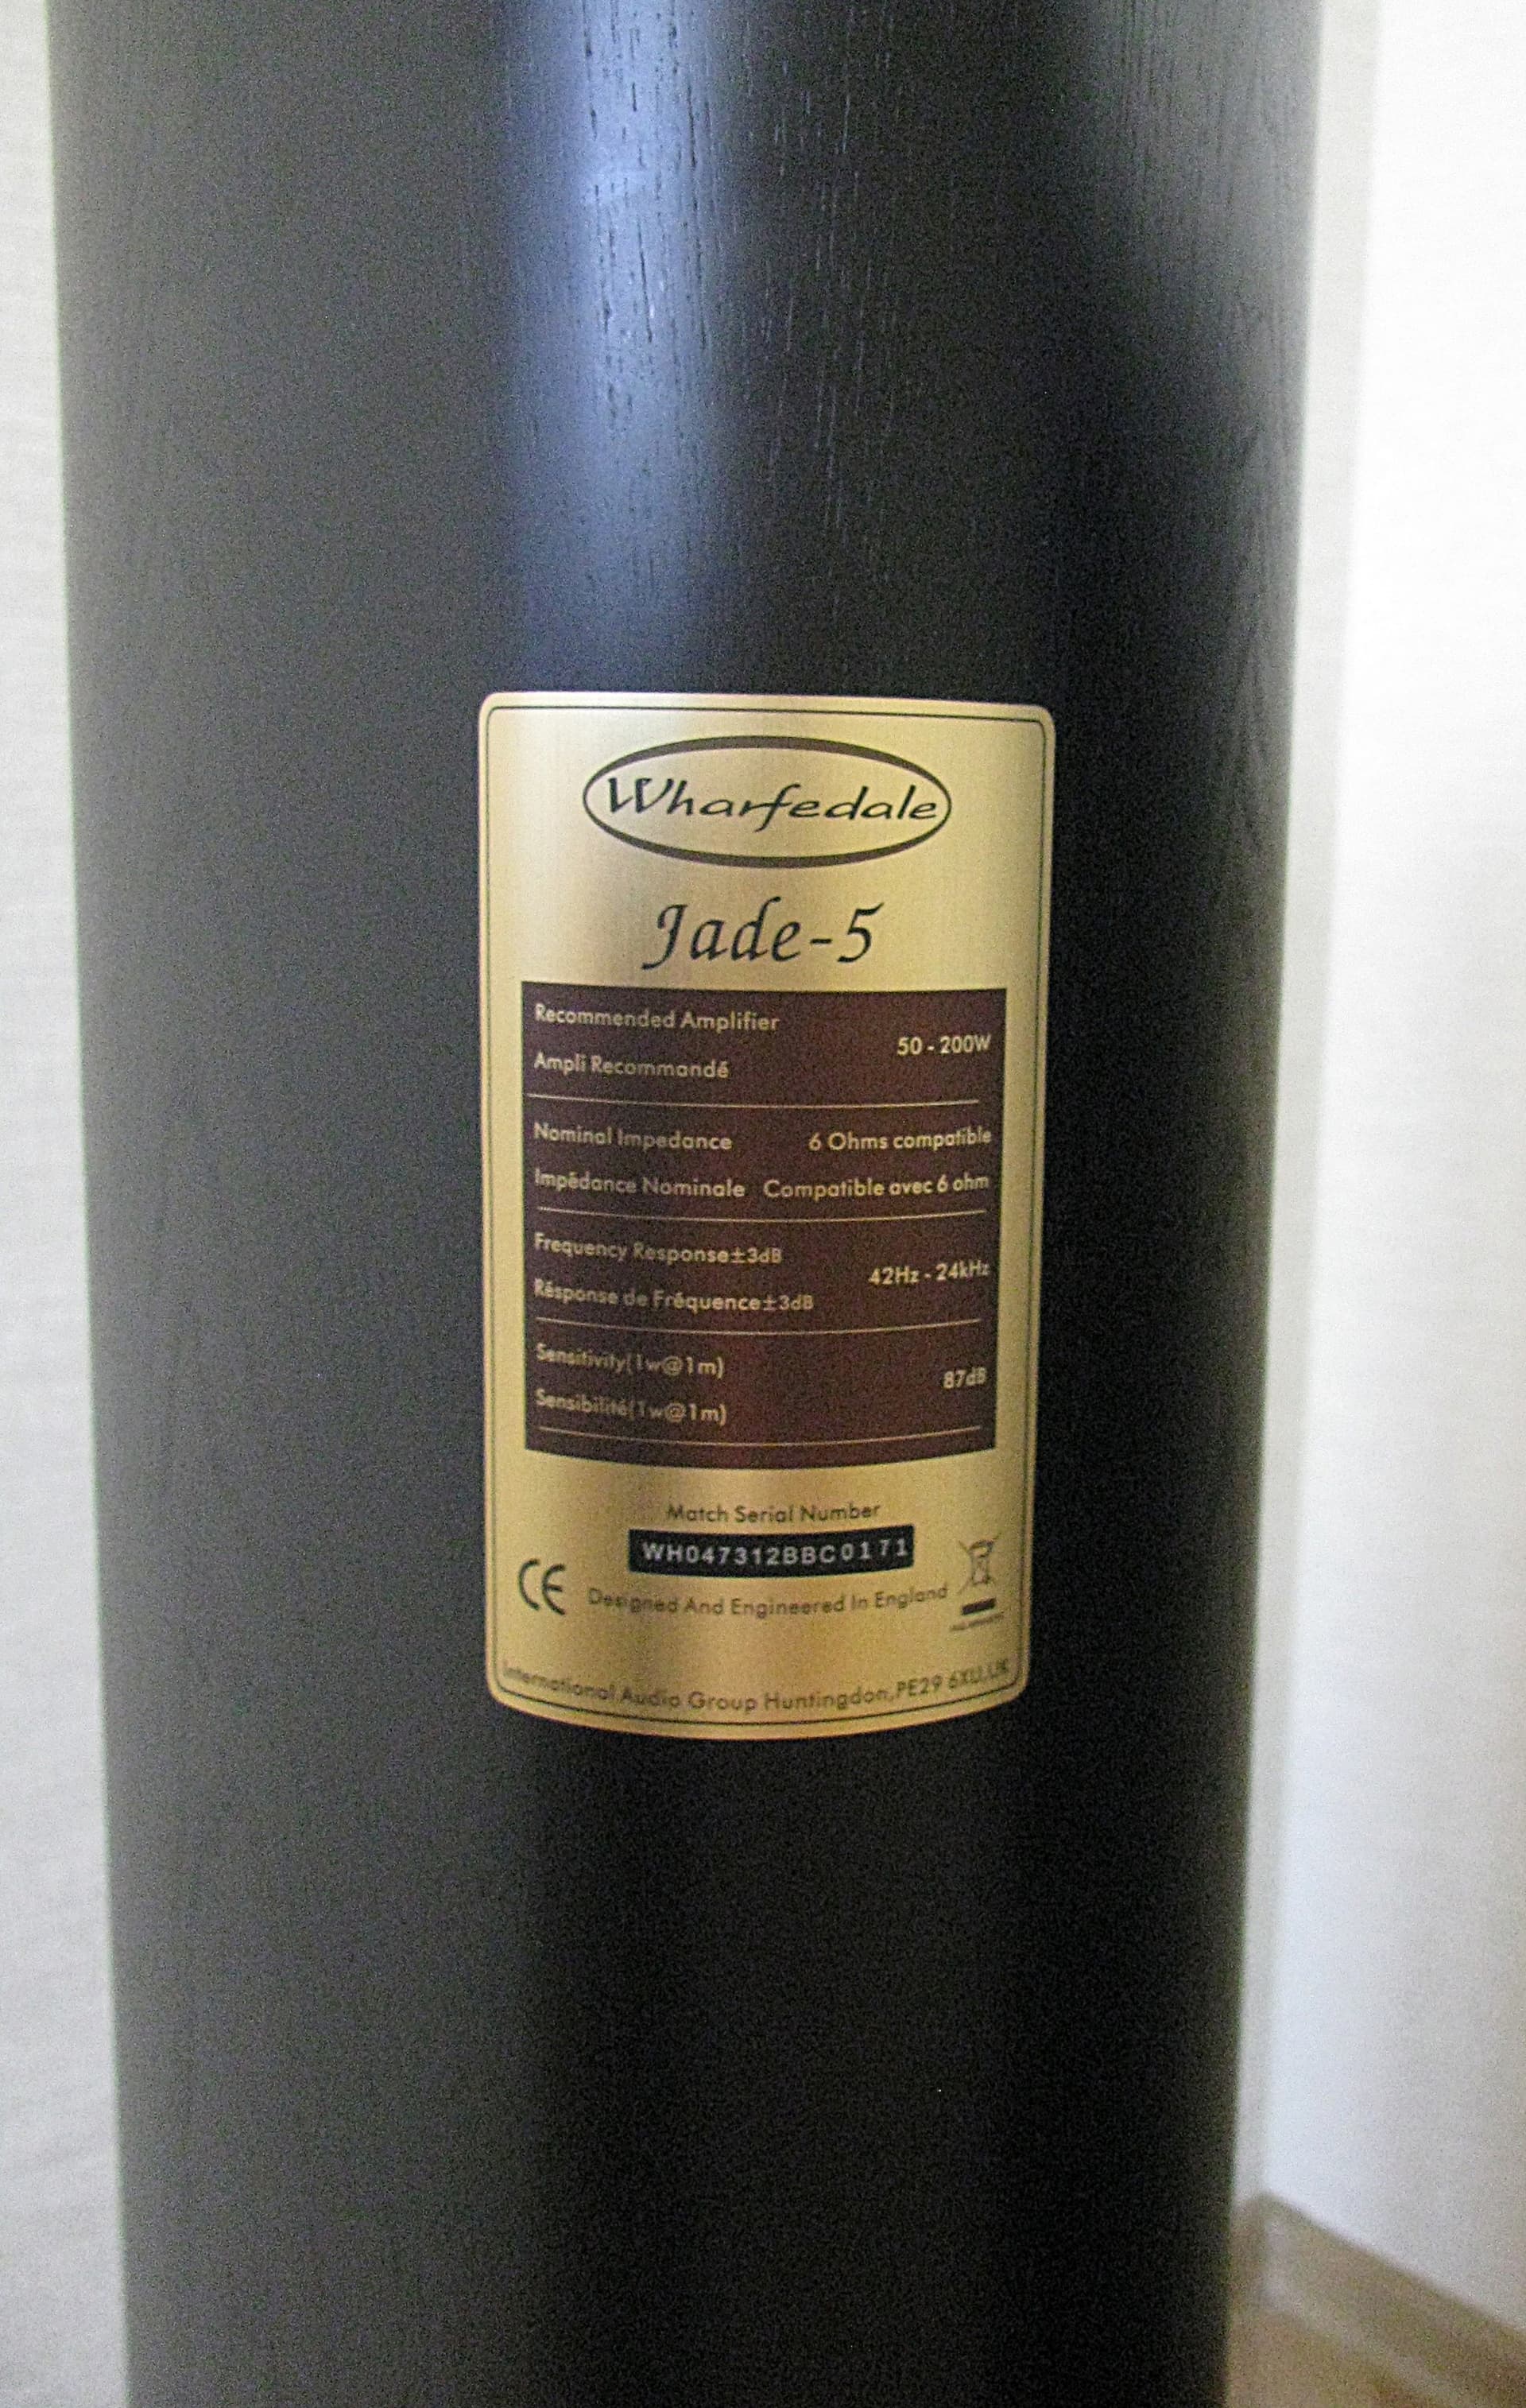 Wharfedale
Jade-5
Recommended Amplifier
50 - 200W
Ampli Recommandé
Nominal Impedance 6 Ohms compatible
Impédance Nominale Compatible avec 6 ohm
Frequency Response±3dB
42Hz - 24kHz
Résponse de Fréquence±3dB
Sensitivity(1w@1m)
87dB
Sensibilité(1w@1m)
Match Serial Number
WH047312BBC0171
CE Designed And Engineered In England
International Audio Group Huntingdon,PE29 6XU,UK